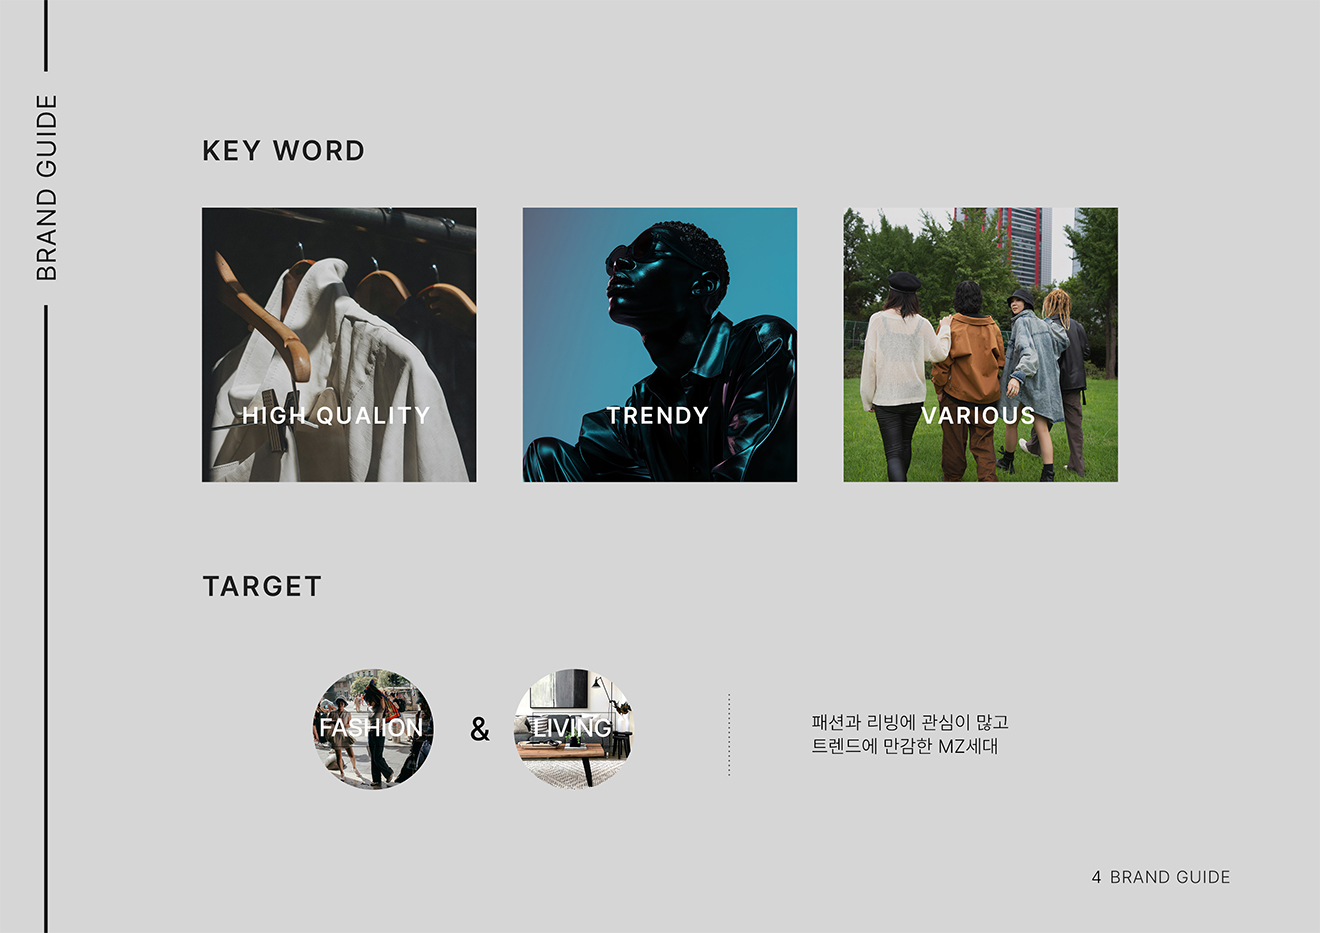 BRAND GUIDE
KEY WORD
HIGH QUALITY
TRENDY
VARIOUS
TARGET
FASHION
&
LIVING
패션과 리빙에 관심이 많고
트렌드에 만감한 MZ세대
4 BRAND GUIDE